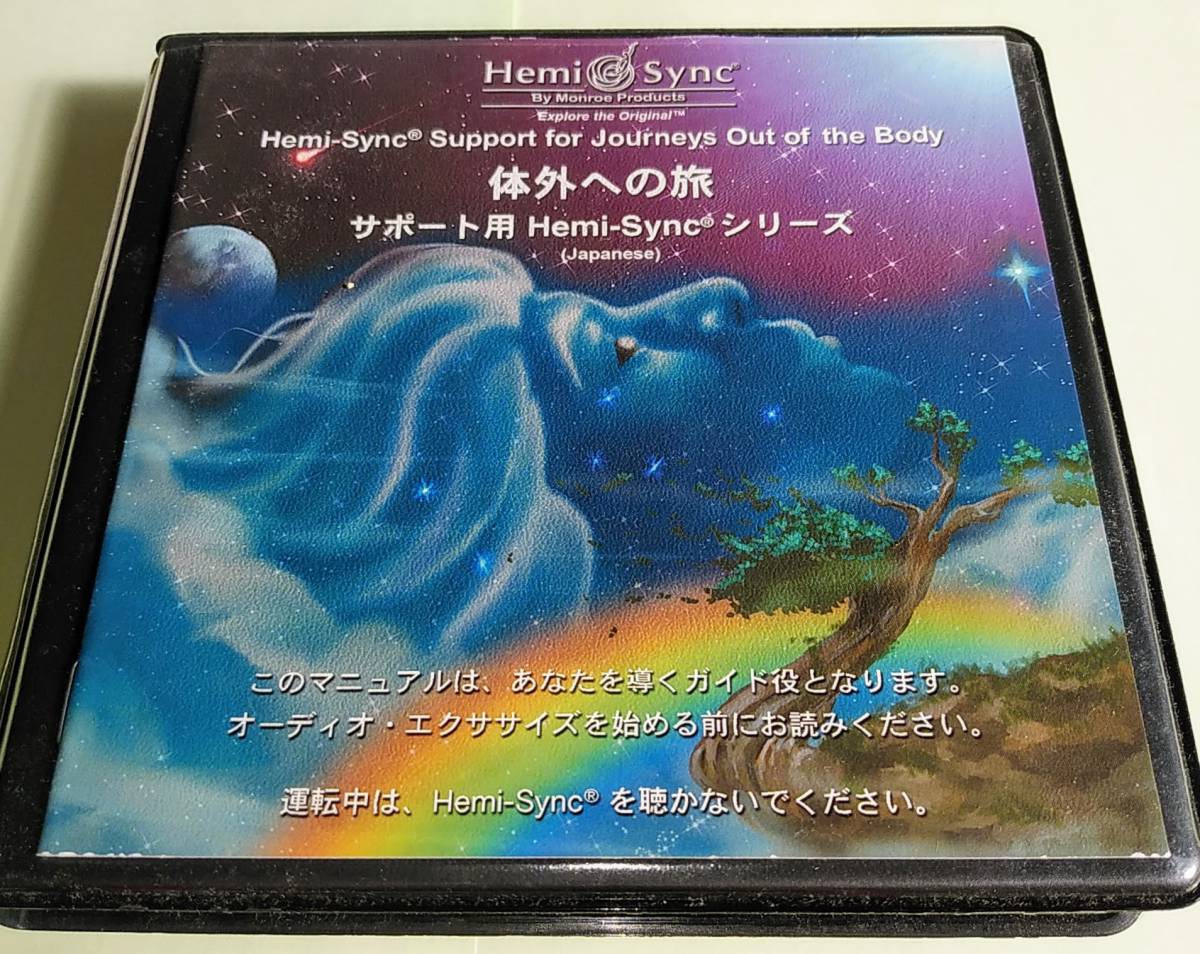 Hemi Sync®
By Monroe Products
Explore the Original™
Hemi-Sync® Support for Journeys Out of the Body
体外への旅
サポート用 Hemi-Sync® シリーズ
(Japanese)
このマニュアルは、あなたを導くガイド役となります。
オーディオ・エクササイズを始める前にお読みください。
運転中は、Hemi-Sync® を聴かないでください。